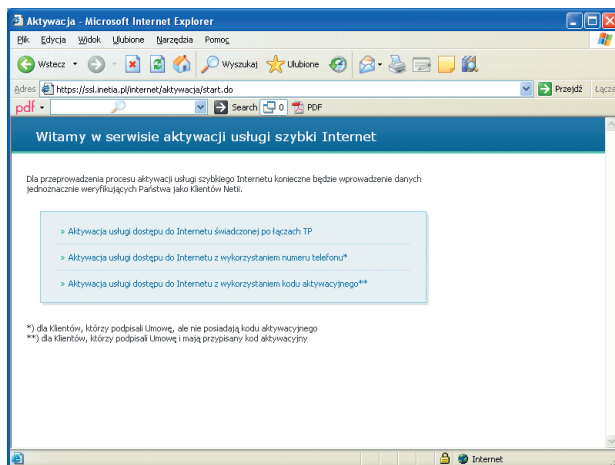 Aktywacja - Microsoft Internet Explorer
Plik Edycja Widok Ulubione Narzędzia Pomoc
Wstecz Wyszukaj Ulubione
Adres https://ssl.inetia.pl/internet/aktywacja/start.do Przejdź Łącza
pdf Search 0 PDF
Witamy w serwisie aktywacji usługi szybki Internet
Dla przeprowadzenia procesu aktywacji usługi szybkiego Internetu konieczne będzie wprowadzenie danych
jednoznacznie weryfikujących Państwa jako Klientów Netii.
» Aktywacja usługi dostępu do Internetu świadczonej po łączach TP
» Aktywacja usługi dostępu do Internetu z wykorzystaniem numeru telefonu*
» Aktywacja usługi dostępu do Internetu z wykorzystaniem kodu aktywacyjnego**
*) dla Klientów, którzy podpisali Umowę, ale nie posiadają kodu aktywacyjnego
**) dla Klientów, którzy podpisali Umowę i mają przypisany kod aktywacyjny
Internet